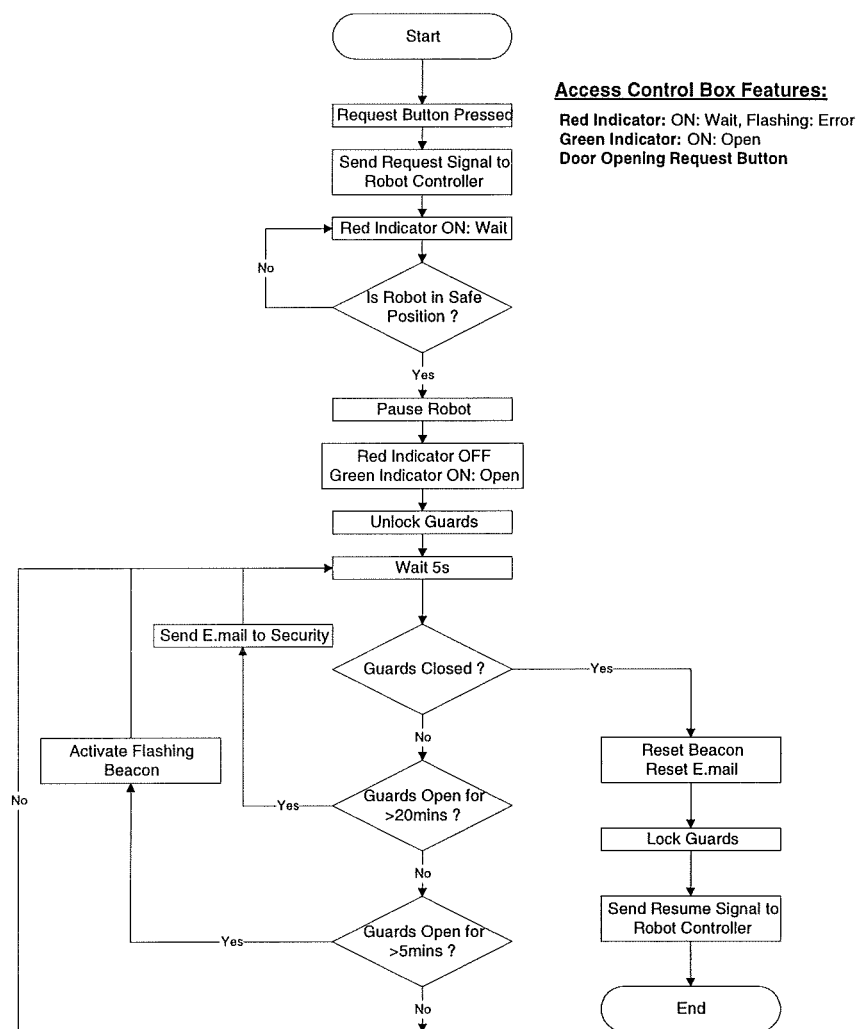 Start
Access Control Box Features:
Red Indicator: ON: Wait, Flashing: Error
Green Indicator: ON: Open
Door Opening Request Button
Request Button Pressed
Send Request Signal to
Robot Controller
Red Indicator ON: Wait
No
Is Robot in Safe
Position ?
Yes
Pause Robot
Red Indicator OFF
Green Indicator ON: Open
Unlock Guards
Wait 5s
Send E.mail to Security
Guards Closed ?
Yes
No
Activate Flashing
Beacon
Reset Beacon
Reset E.mail
No
Guards Open for
>20mins ?
Yes
Lock Guards
No
Send Resume Signal to
Robot Controller
Guards Open for
>5mins ?
Yes
No
End